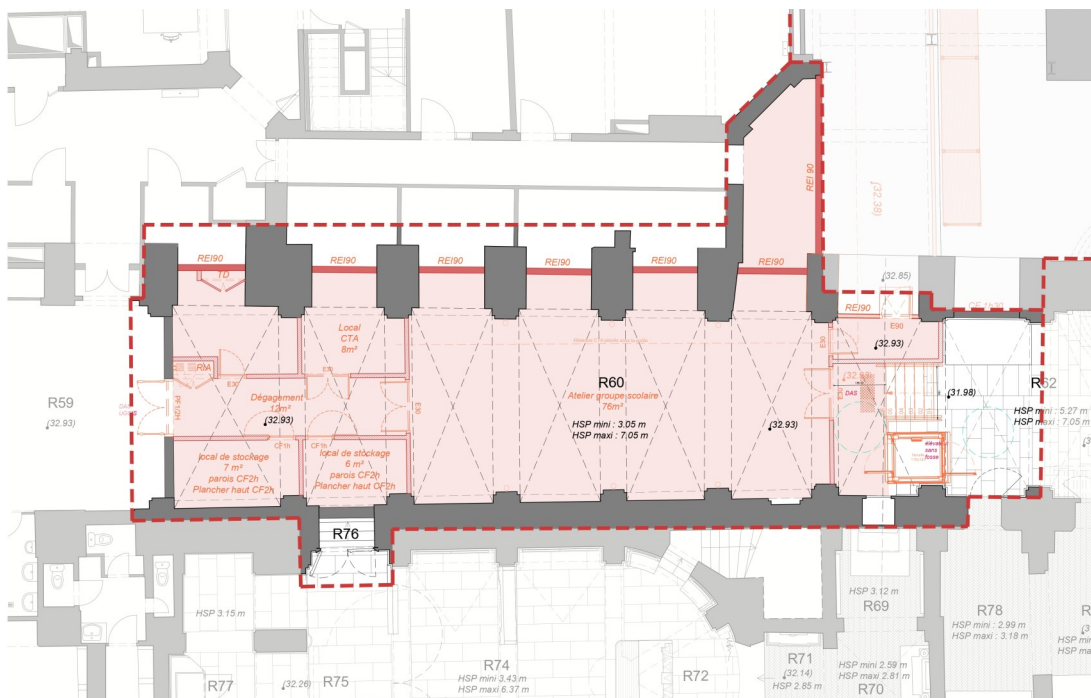 REI 90
(32.38)
REI90
REI90
REI90
REI90
REI90
REI90
TD
(32.85)
CF 1h30
REI90
E90
(32.93)
Local
CTA
8m²
RIA
E30
E30
E30
E30
R59
(32.93)
DAS
PF1/2H
Dégagement
12m²
(32.93)
R60
Atelier groupe scolaire
76m²
HSP mini : 3.05 m
HSP maxi : 7.05 m
(32.93)
DAS
(31.98)
R62
HSP mini : 5.27 m
HSP maxi : 7.05 m
CF1h
CF1h
local de stockage
7 m²
parois CF2h
Plancher haut CF2h
local de stockage
6 m²
parois CF2h
Plancher haut CF2h
sans
fosse
R76
HSP 3.15 m
R77
(32.26)
R75
R74
HSP mini 3.43 m
HSP maxi 6.37 m
R72
R71
(32.14)
HSP 2.85 m
HSP 3.12 m
R69
HSP mini 2.59 m
HSP maxi 2.81 m
R70
R78
HSP mini : 2.99 m
HSP maxi : 3.18 m